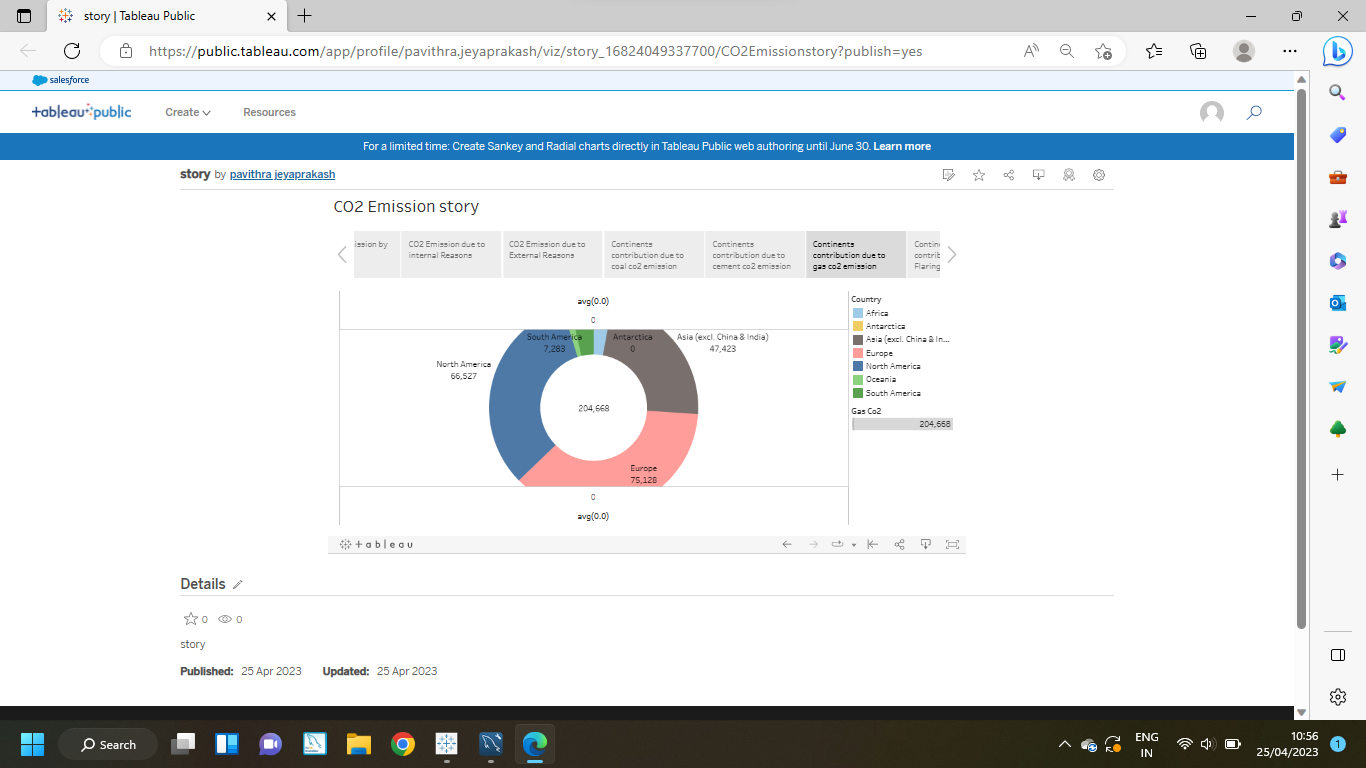 story | Tableau Public
https://public.tableau.com/app/profile/pavithra.jeyaprakash/viz/story_16824049337700/CO2Emissionstory?publish=yes
salesforce
+ableau public
Create
Resources
For a limited time: Create Sankey and Radial charts directly in Tableau Public web authoring until June 30. Learn more
story by pavithra jeyaprakash
CO2 Emission story
ission by
CO2 Emission due to
internal Reasons
CO2 Emission due to
External Reasons
Continents
contribution due to
coal co2 emission
Continents
contribution due to
cement co2 emission
Continents
contribution due to
gas co2 emission
Contin
contrib
Flaring
avg(0.0)
0
South America
7,283
Antarctica
0
Asia (excl. China & India)
47,423
North America
66,527
204,668
Europe
75,128
0
avg(0.0)
Country
Africa
Antarctica
Asia (excl. China & In...
Europe
North America
Oceania
South America
Gas Co2
204,668
+ableau
Details
0
0
story
Published: 25 Apr 2023
Updated: 25 Apr 2023
Search
ENG
IN
10:56
25/04/2023
1